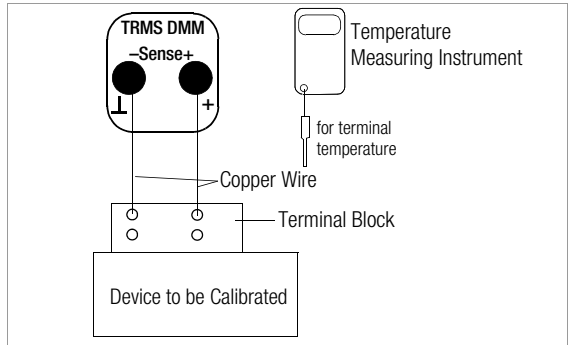 TRMS DMM
–Sense+
⊥
+
Temperature
Measuring Instrument
for terminal
temperature
Copper Wire
Terminal Block
Device to be Calibrated